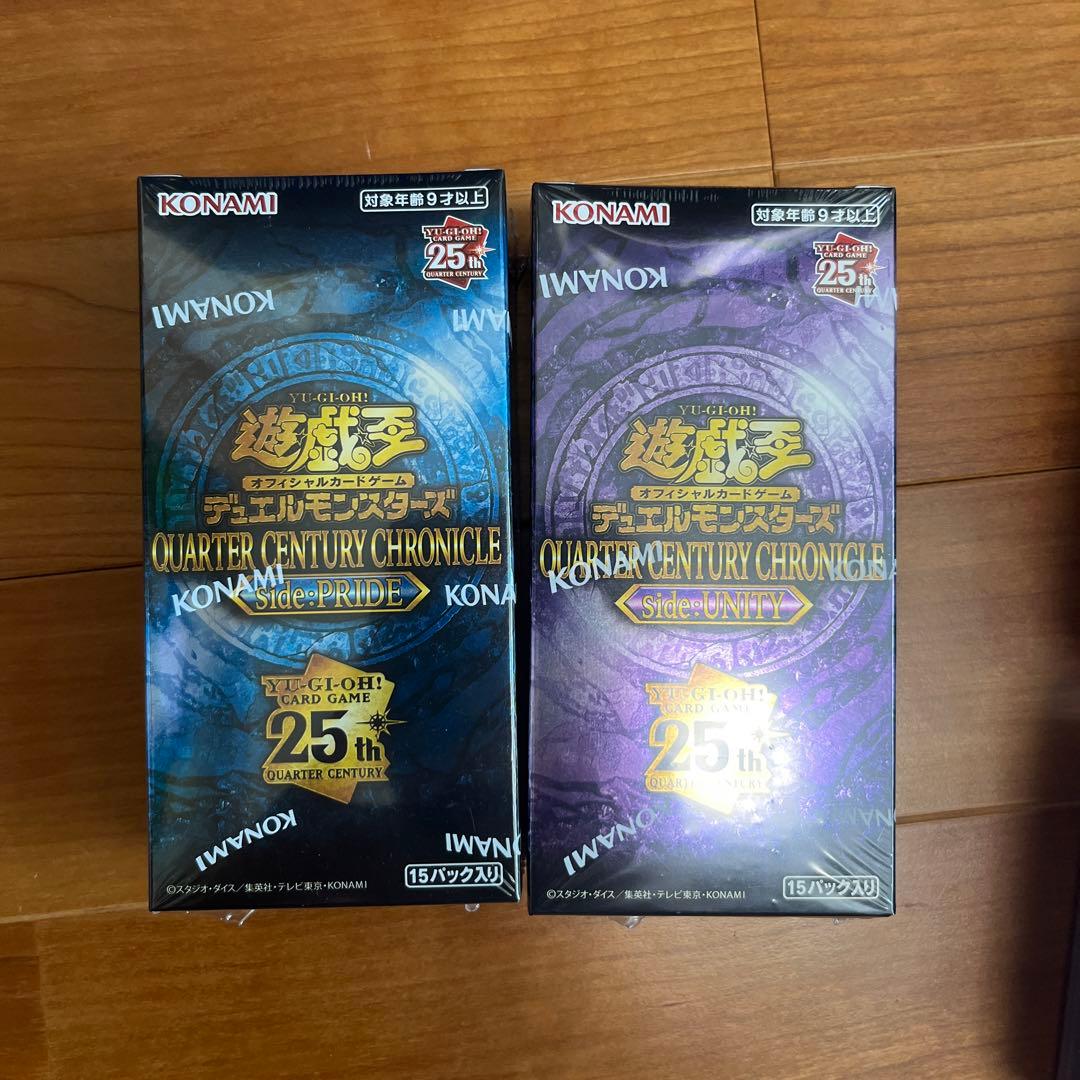 KONAMI
対象年齢9才以上
YU-GI-OH!
CARD GAME
25th
QUARTER CENTURY
KONAMI
KONAMI
YU-GI-OH!
遊戯王
オフィシャルカードゲーム
デュエルモンスターズ
QUARTER CENTURY CHRONICLE
side:PRIDE
KONAMI
KONA
YU-GI-OH!
CARD GAME
25th
QUARTER CENTURY
KONAMI
©スタジオ・ダイス／集英社・テレビ東京・KONAMI
15パック入り
KONAMI
対象年齢9才以上
YU-GI-OH!
CARD GAME
25th
QUARTER CENTURY
KONAMI
KONAMI
YU-GI-OH!
遊戯王
オフィシャルカードゲーム
デュエルモンスターズ
QUARTER CENTURY CHRONICLE
KONAMI
side:UNITY
YU-GI-OH!
CARD GAME
25th
QUARTER CENTURY
KONAMI
©スタジオ・ダイス／集英社・テレビ東京・KONAMI
15パック入り